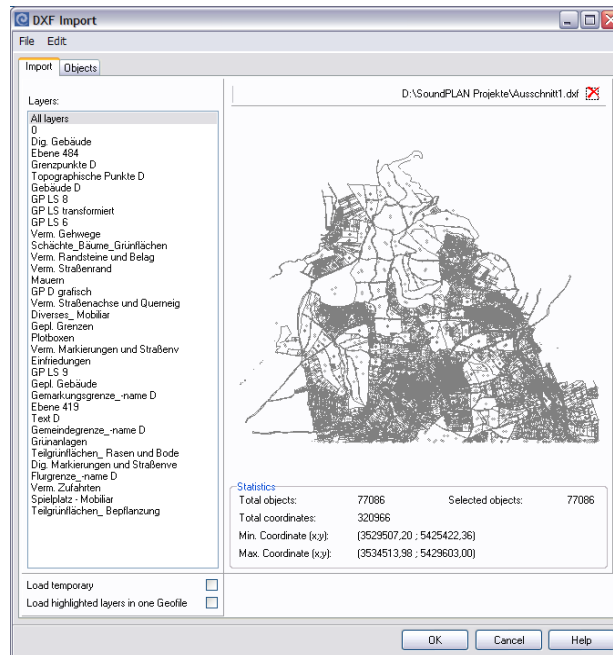 DXF Import
File Edit
Import Objects
Layers:
All layers
0
Dig. Gebäude
Ebene 484
Grenzpunkte D
Topographische Punkte D
Gebäude D
GP LS 8
GP LS transformiert
GP LS 6
Verm. Gehwege
Schächte_Bäume_Grünflächen
Verm. Randsteine und Belag
Verm. Straßenrand
Mauern
GP D grafisch
Verm. Straßenachse und Querneig
Diverses_ Mobiliar
Gepl. Grenzen
Plotboxen
Verm. Markierungen und Straßenv
Einfriedungen
GP LS 9
Gepl. Gebäude
Gemarkungsgrenze_-name D
Ebene 419
Text D
Gemeindegrenze_-name D
Grünanlagen
Teilgrünflächen_ Rasen und Bode
Dig. Markierungen und Straßenve
Flurgrenze_-name D
Verm. Zufahrten
Spielplatz - Mobiliar
Teilgrünflächen_ Bepflanzung
Load temporary
Load highlighted layers in one Geofile
D:\SoundPLAN Projekte\Ausschnitt1.dxf
Statistics
Total objects: 77086 Selected objects: 77086
Total coordinates: 320966
Min. Coordinate (x;y): (3529507,20 ; 5425422,36)
Max. Coordinate (x;y): (3534513,98 ; 5429603,00)
OK Cancel Help